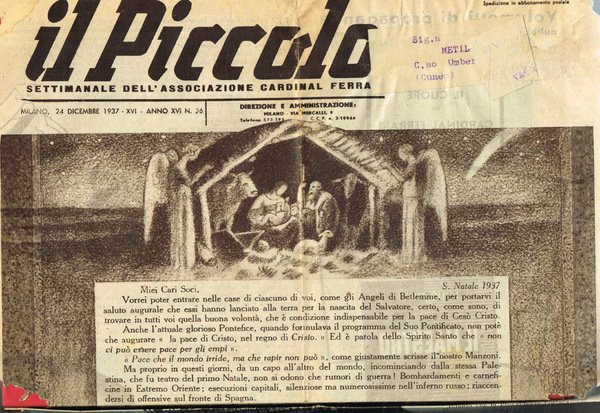 Spedizione in abbonamento postale
il Piccolo
SETTIMANALE DELL'ASSOCIAZIONE CARDINAL FERRA
Sig.a
METIL
C.so Umber
(Cuneo)
MILANO, 24 DICEMBRE 1937 - XVI - ANNO XVI N. 26
DIREZIONE E AMMINISTRAZIONE:
MILANO VIA MERCALLI, 9
Telefono 573-294 C.C.P. n. 3-19844
Miei Cari Soci,
S. Natale 1937
Vorrei poter entrare nelle case di ciascuno di voi, come gli Angeli di Betlemme, per portarvi il
saluto augurale che essi hanno lanciato alla terra per la nascita del Salvatore, certo, come sono, di
trovare in tutti voi quella buona volontà, che è condizione indispensabile per la pace di Gesù Cristo.
Anche l'attuale glorioso Pontefice, quando formulava il programma del Suo Pontificato, non potè
che augurare « la pace di Cristo, nel regno di Cristo. » Ed è parola dello Spirito Santo che « non
vi può essere pace per gli empi ».
« Pace che il mondo irride, ma che rapir non può », come giustamente scrisse il nostro Manzoni.
Ma proprio in questi giorni, da un capo all'altro del mondo, incominciando dalla stessa Pale-
stina, che fu teatro del primo Natale, non si odono che rumori di guerra! Bombardamenti e carnefi-
cine in Estremo Oriente; esecuzioni capitali, silenziose ma numerosissime nell'inferno russo; riaccen-
dersi di offensive sul fronte di Spagna.